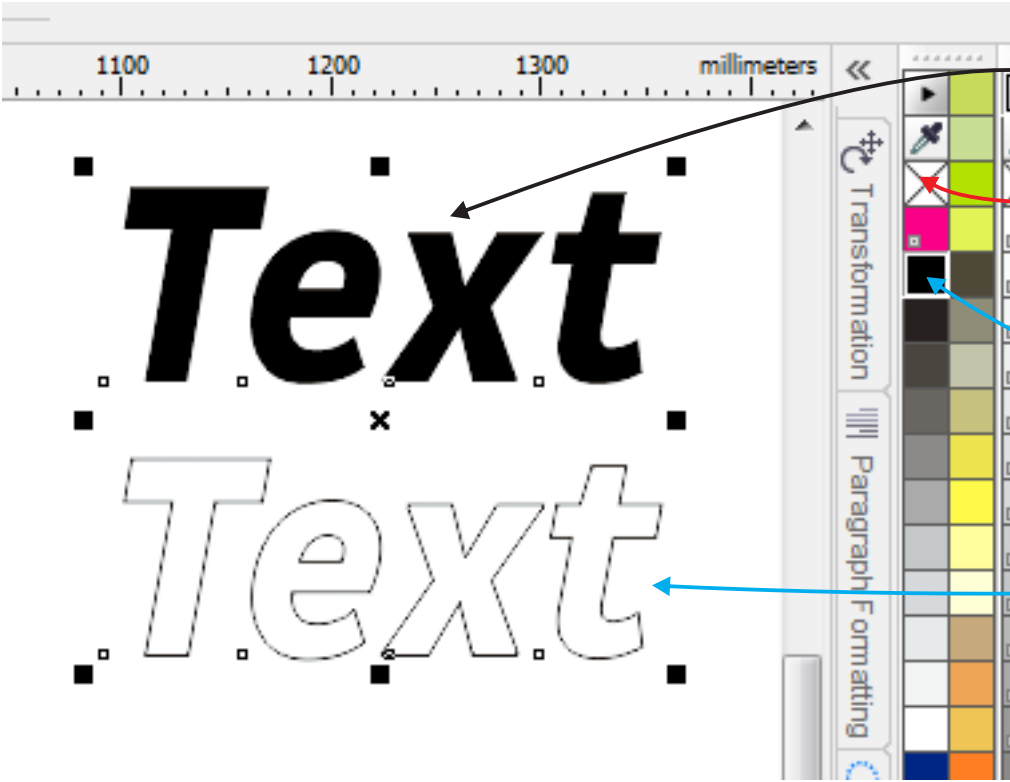 1100 1200 1300 millimeters
Transformation
Text
Paragraph Formatting
Text